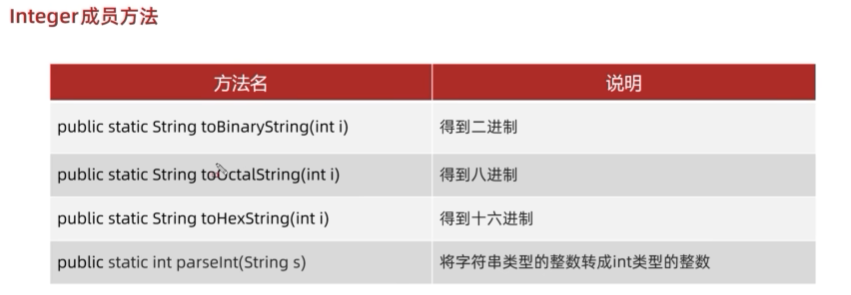 Integer成员方法
方法名 说明
public static String toBinaryString(int i) 得到二进制
public static String toOctalString(int i) 得到八进制
public static String toHexString(int i) 得到十六进制
public static int parseInt(String s) 将字符串类型的整数转成int类型的整数